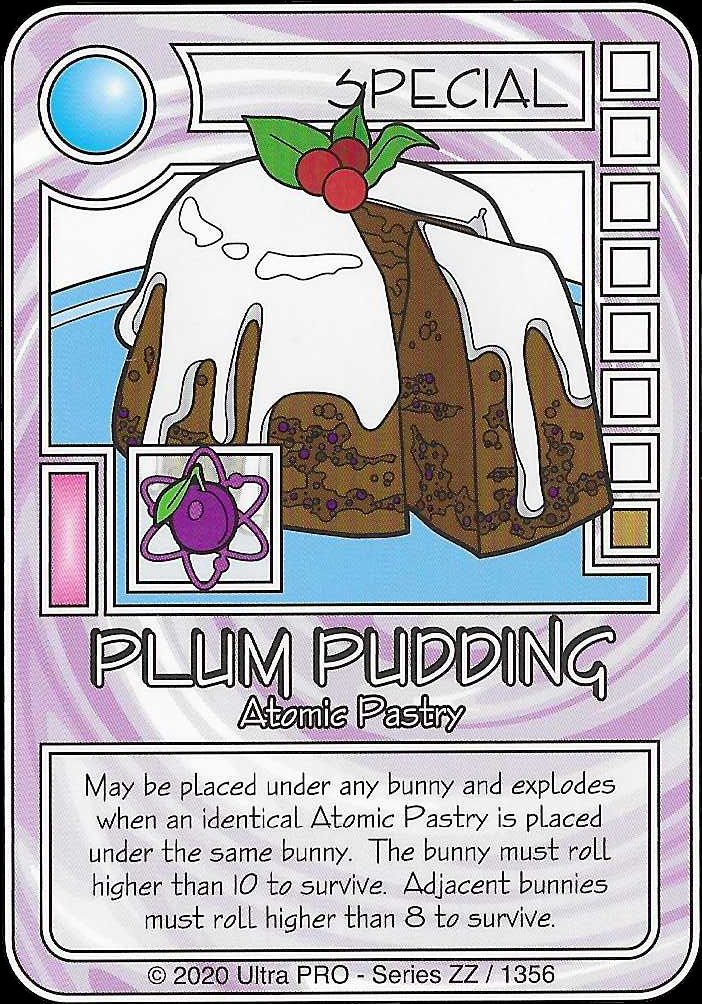 SPECIAL
PLUM PUDDING
Atomic Pastry
May be placed under any bunny and explodes
when an identical Atomic Pastry is placed
under the same bunny. The bunny must roll
higher than 10 to survive. Adjacent bunnies
must roll higher than 8 to survive.
© 2020 Ultra PRO - Series ZZ / 1356